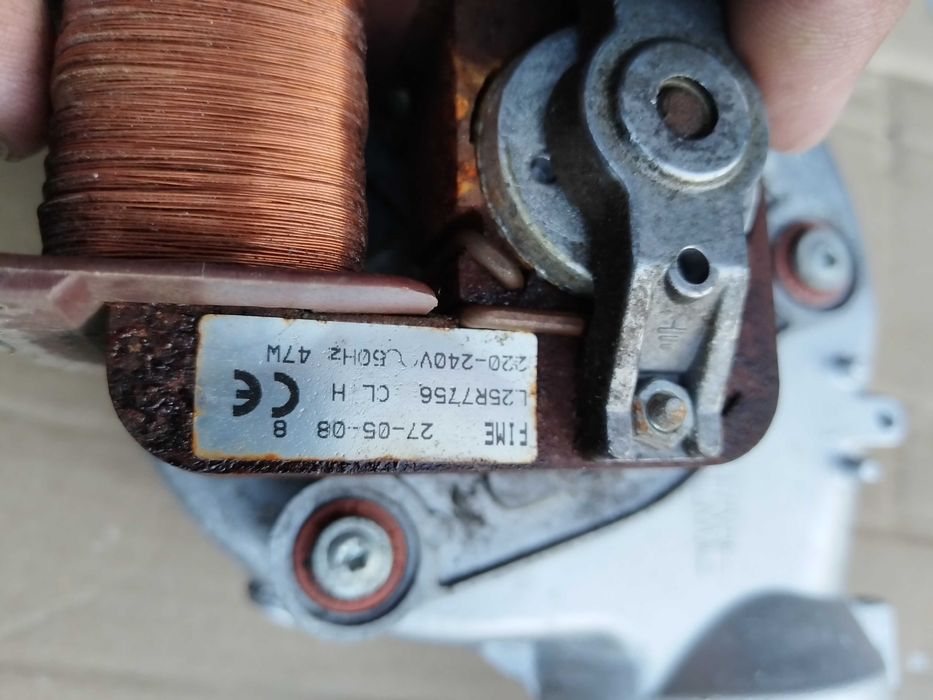 FIME 27-05-08 8
L25R7756 CL H CE
220-240V ~ 50Hz 47W